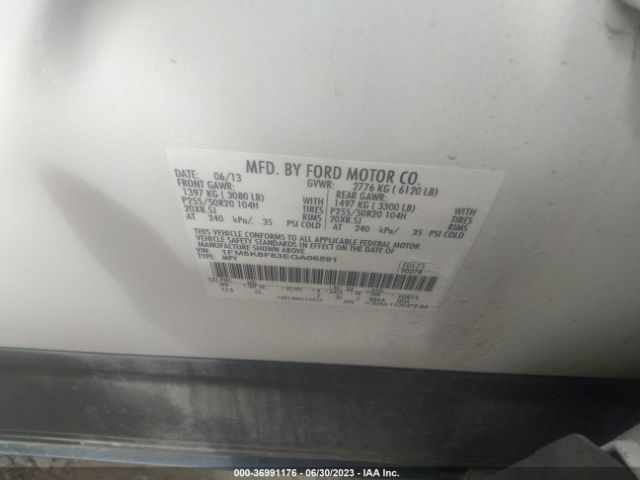 MFD. BY FORD MOTOR CO.
DATE: 06/13 GVWR: 2776 KG ( 6120 LB)
FRONT GAWR: REAR GAWR:
1397 KG ( 3080 LB) WITH 1497 KG ( 3300 LB) WITH
P255/50R20 104H TIRES P255/50R20 104H TIRES
20X8.5J RIMS 20X8.5J RIMS
AT 240 kPa/ 35 PSI COLD AT 240 kPa/ 35 PSI COLD
THIS VEHICLE CONFORMS TO ALL APPLICABLE FEDERAL MOTOR
VEHICLE SAFETY AND THEFT PREVENTION STANDARDS IN
EFFECT ON THE DATE OF MANUFACTURE SHOWN ABOVE.
VIN: 1FM5K8F83EGA06591
TYPE: MPV
000-36991176 - 06/30/2023 - IAA Inc.